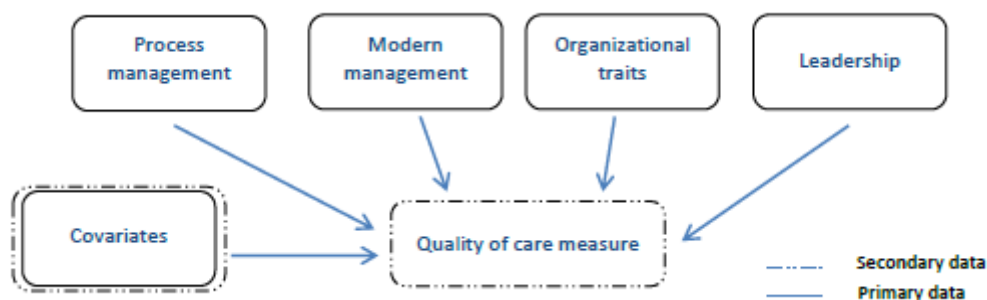 Process
management
Modern
management
Organizational
traits
Leadership
Covariates
Quality of care measure
Secondary data
Primary data